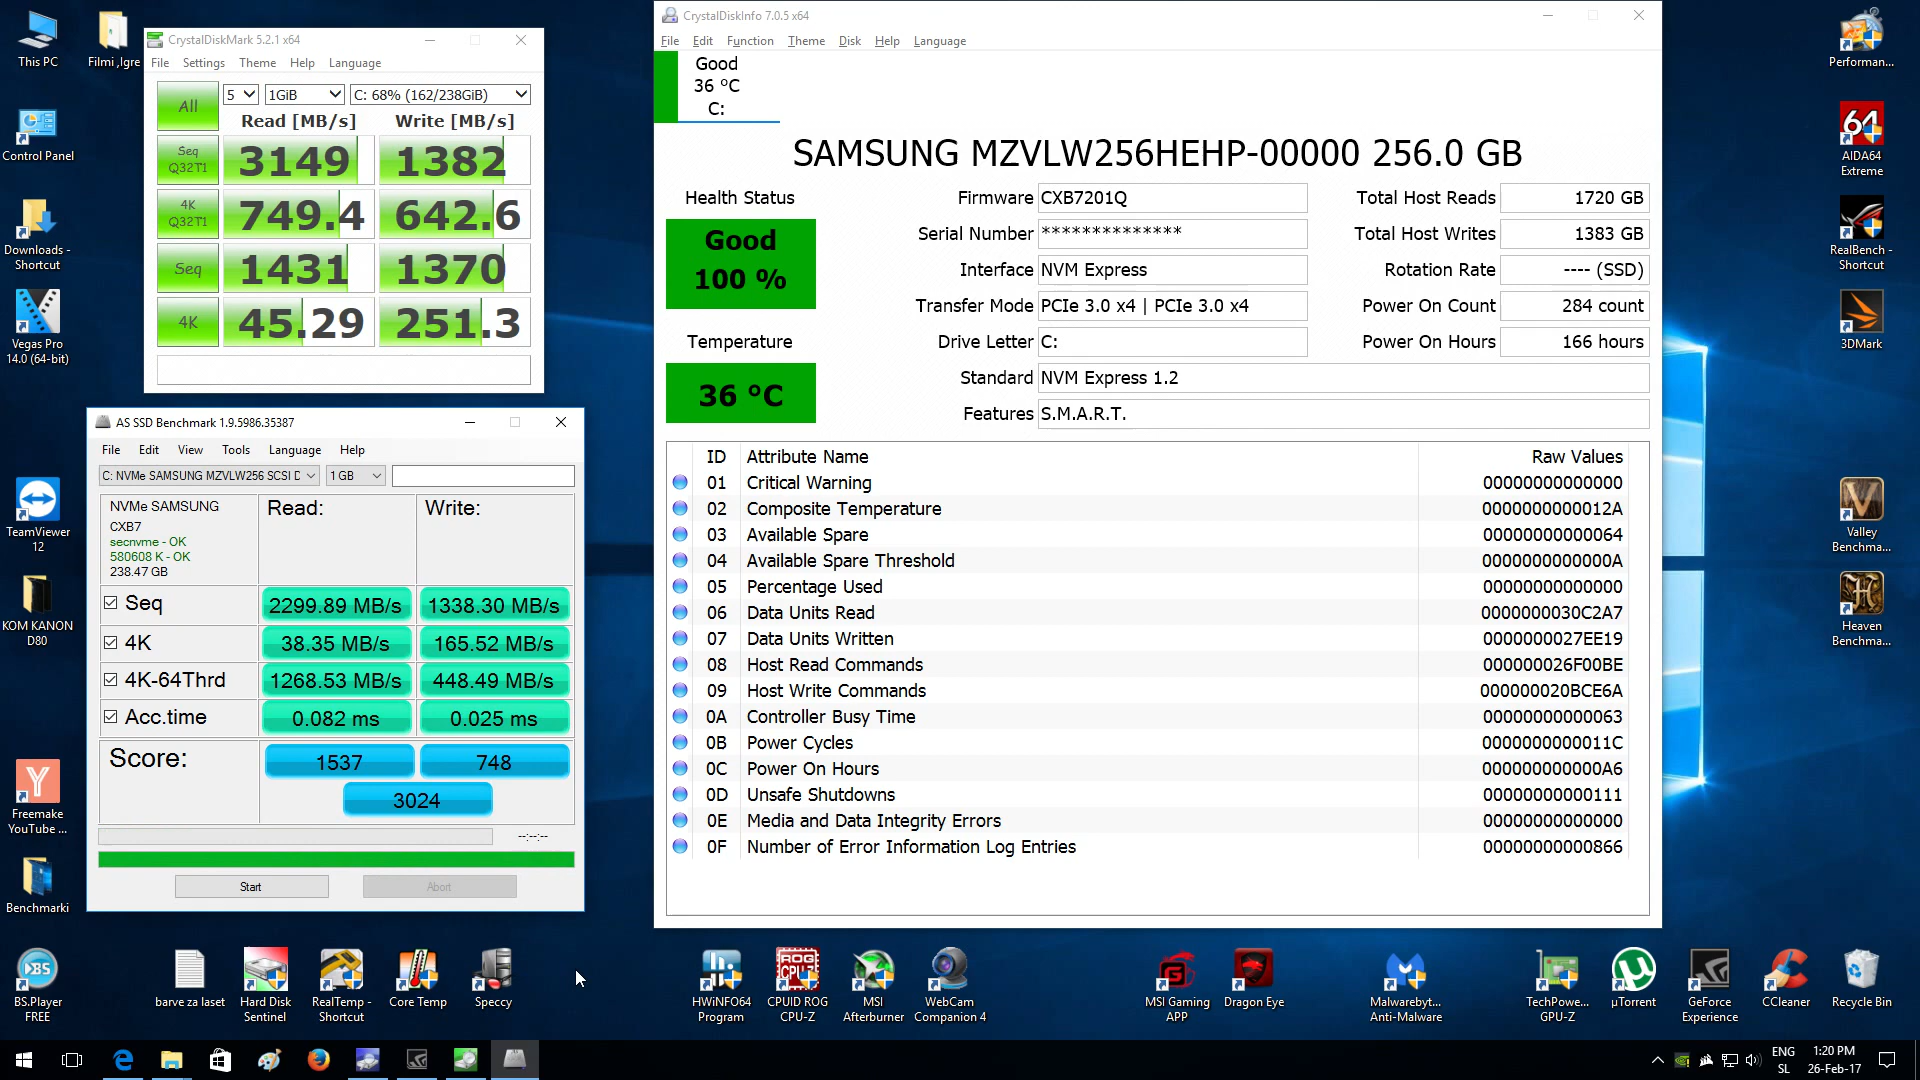 This PC
Filmi ,Igre
Control Panel
Downloads -
Shortcut
Vegas Pro
14.0 (64-bit)
TeamViewer
12
KOM KANON
D80
Freemake
YouTube ...
Benchmarki
CrystalDiskMark 5.2.1 x64
File Settings Theme Help Language
All 5 1GiB C: 68% (162/238GiB)
Read [MB/s] Write [MB/s]
Seq
Q32T1
3149 1382
4K
Q32T1
749.4 642.6
Seq 1431 1370
4K 45.29 251.3
AS SSD Benchmark 1.9.5986.35387
File Edit View Tools Language Help
C: NVMe SAMSUNG MZVLW256 SCSI D 1 GB
NVMe SAMSUNG
CXB7
secnvme - OK
580608 K - OK
238.47 GB
Read: Write:
Seq 2299.89 MB/s 1338.30 MB/s
4K 38.35 MB/s 165.52 MB/s
4K-64Thrd 1268.53 MB/s 448.49 MB/s
Acc.time 0.082 ms 0.025 ms
Score: 1537 748
3024
--:--:--
Start Abort
CrystalDiskInfo 7.0.5 x64
File Edit Function Theme Disk Help Language
Good
36 °C
C:
SAMSUNG MZVLW256HEHP-00000 256.0 GB
Health Status
Good
100 %
Temperature
36 °C
Firmware CXB7201Q
Serial Number **************
Interface NVM Express
Transfer Mode PCIe 3.0 x4 | PCIe 3.0 x4
Drive Letter C:
Standard NVM Express 1.2
Features S.M.A.R.T.
Total Host Reads 1720 GB
Total Host Writes 1383 GB
Rotation Rate ---- (SSD)
Power On Count 284 count
Power On Hours 166 hours
ID Attribute Name Raw Values
01 Critical Warning 00000000000000
02 Composite Temperature 0000000000012A
03 Available Spare 00000000000064
04 Available Spare Threshold 0000000000000A
05 Percentage Used 00000000000000
06 Data Units Read 0000000030C2A7
07 Data Units Written 0000000027EE19
08 Host Read Commands 000000026F00BE
09 Host Write Commands 000000020BCE6A
0A Controller Busy Time 00000000000063
0B Power Cycles 0000000000011C
0C Power On Hours 000000000000A6
0D Unsafe Shutdowns 00000000000111
0E Media and Data Integrity Errors 00000000000000
0F Number of Error Information Log Entries 00000000000866
Performan...
64
AIDA64
Extreme
RealBench -
Shortcut
3DMark
Valley
Benchma...
Heaven
Benchma...
BS.Player
FREE
barve za laset
Hard Disk
Sentinel
RealTemp -
Shortcut
Core Temp
Speccy
HWiNFO64
Program
CPUID ROG
CPU-Z
MSI
Afterburner
WebCam
Companion 4
MSI Gaming
APP
Dragon Eye
Malwarebyt...
Anti-Malware
TechPowe...
GPU-Z
µTorrent
GeForce
Experience
CCleaner
Recycle Bin
ENG
SL
1:20 PM
26-Feb-17